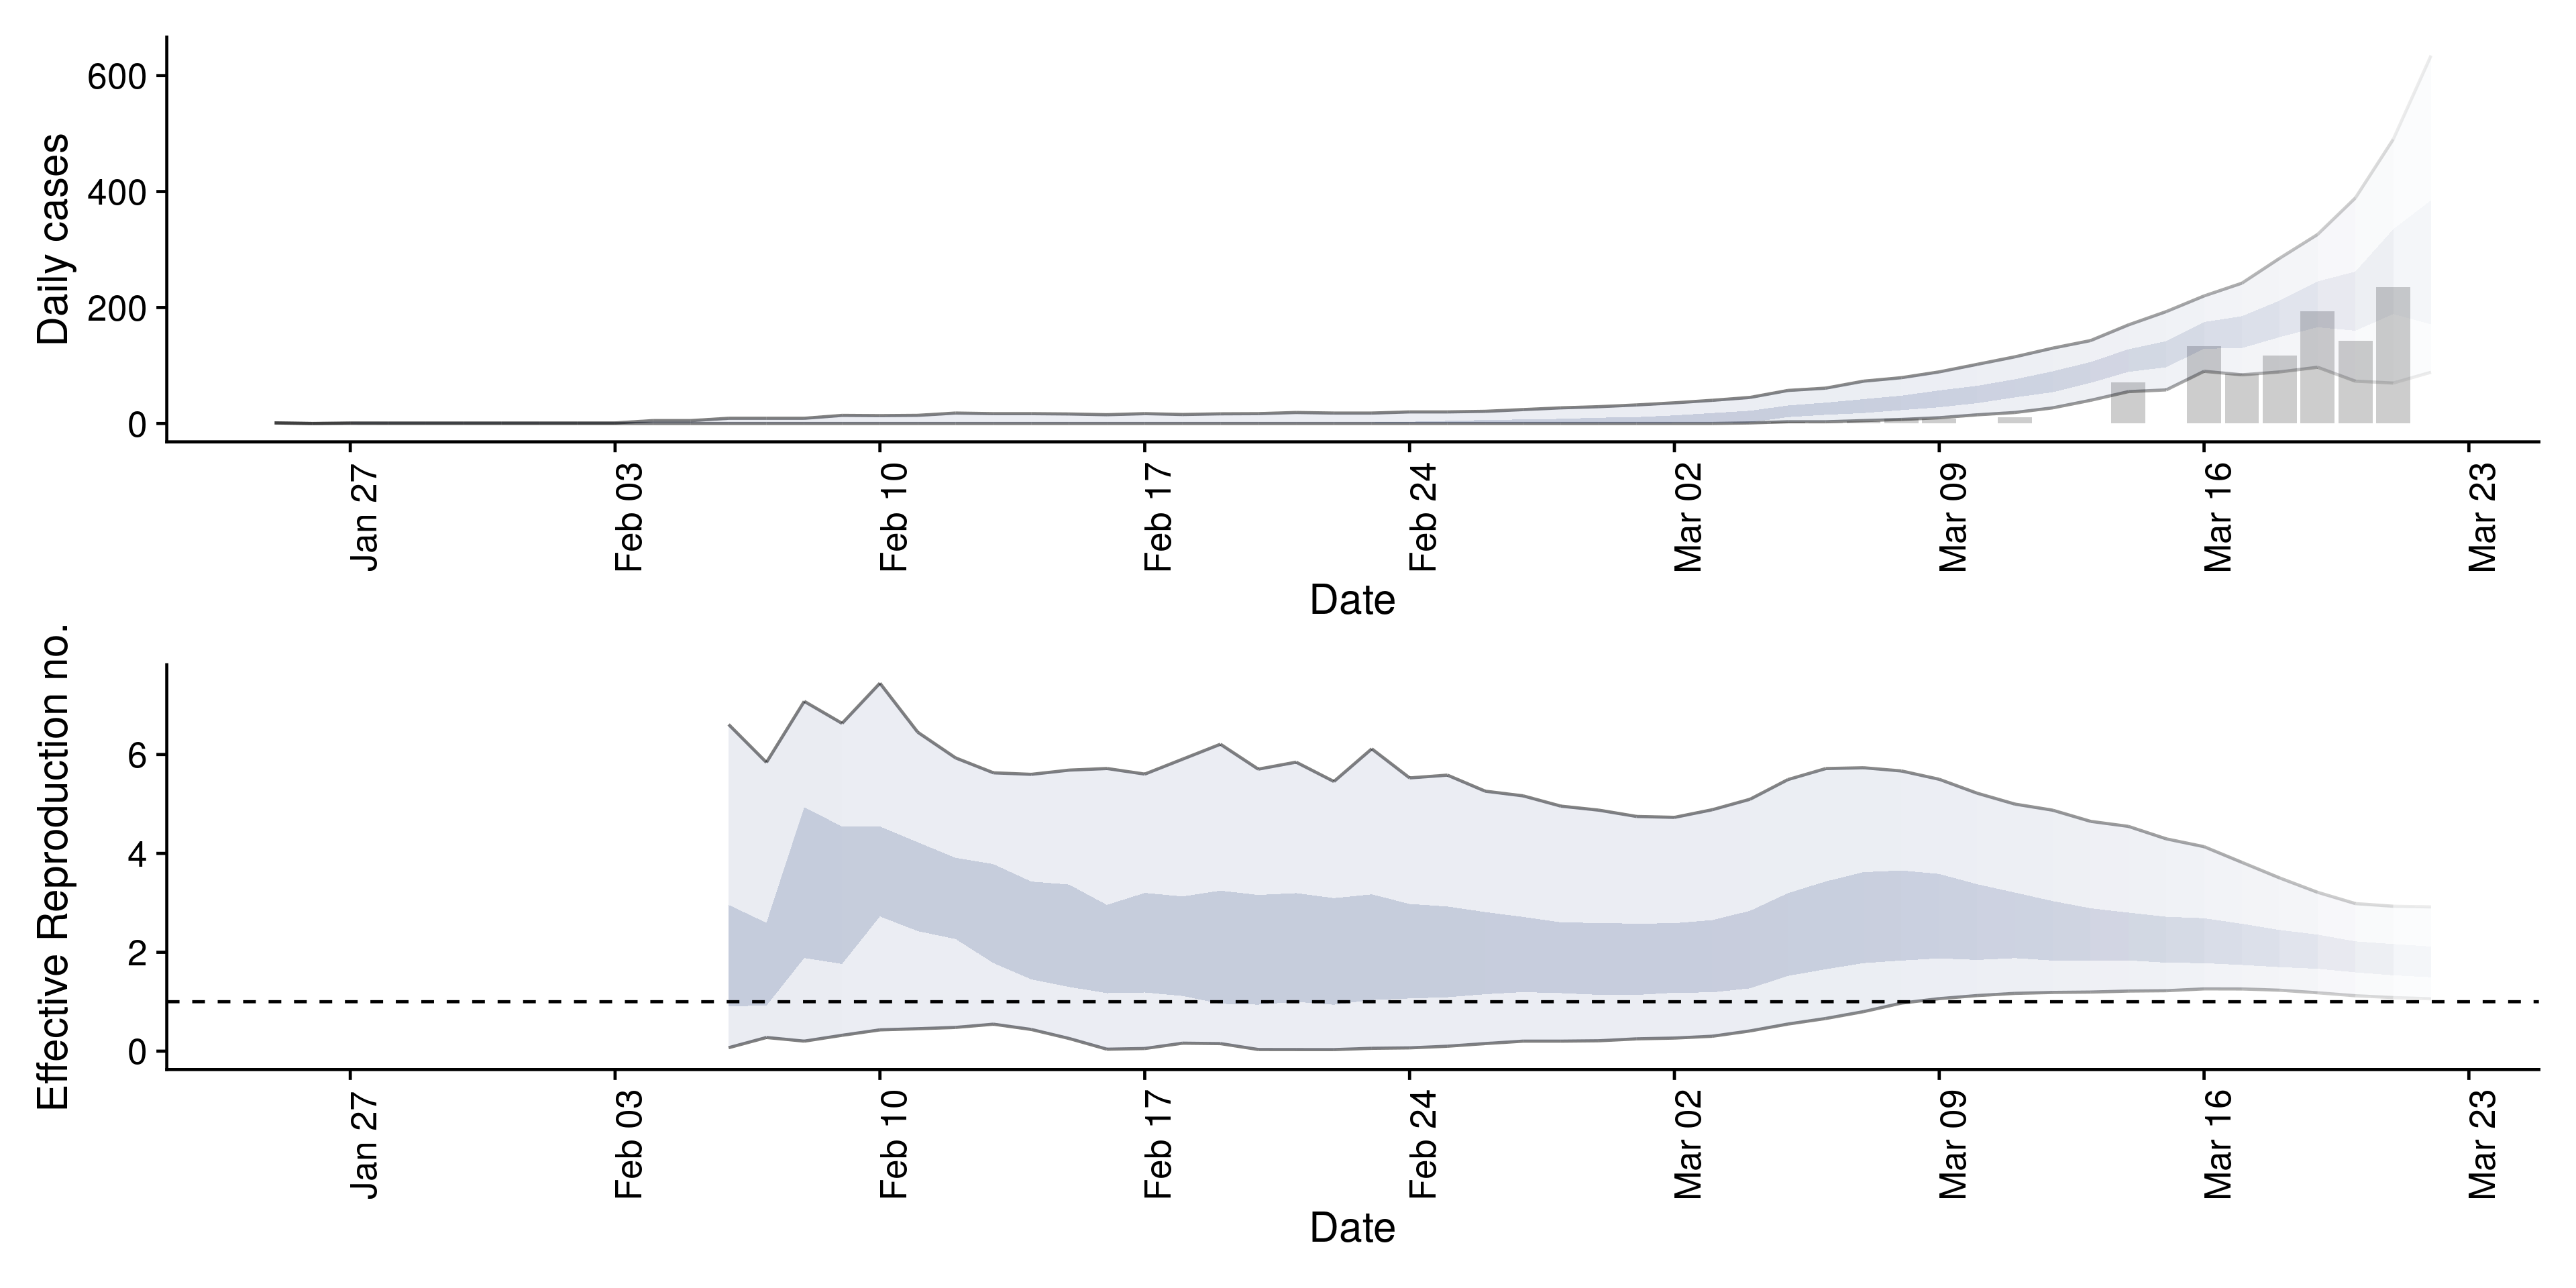 Daily cases
600
400
200
0
Jan 27
Feb 03
Feb 10
Feb 17
Feb 24
Mar 02
Mar 09
Mar 16
Mar 23
Date
Effective Reproduction no.
6
4
2
0
Jan 27
Feb 03
Feb 10
Feb 17
Feb 24
Mar 02
Mar 09
Mar 16
Mar 23
Date